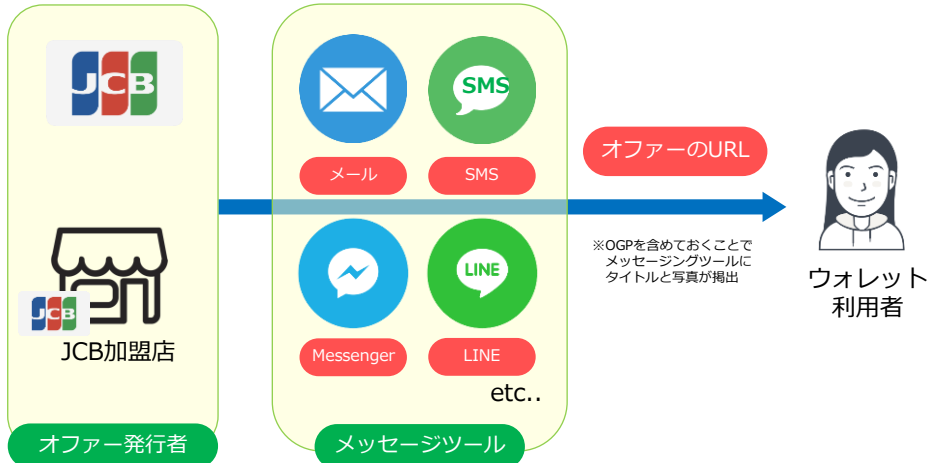 JCB
JCB
JCB加盟店
オファー発行者
SMS
メール
SMS
LINE
Messenger
LINE
etc..
メッセージツール
オファーのURL
※OGPを含めておくことで
メッセージングツールに
タイトルと写真が掲出
ウォレット
利用者